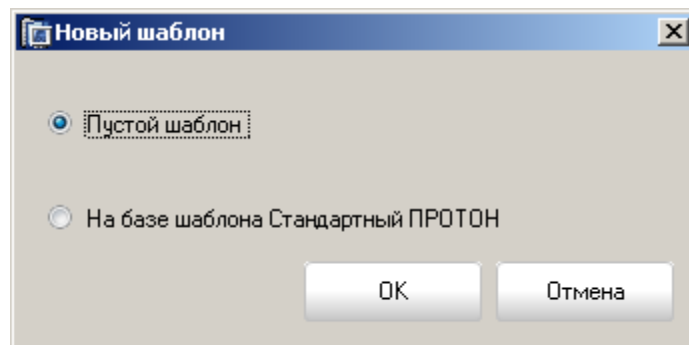 Новый шаблон
Пустой шаблон
На базе шаблона Стандартный ПРОТОН
OK Отмена